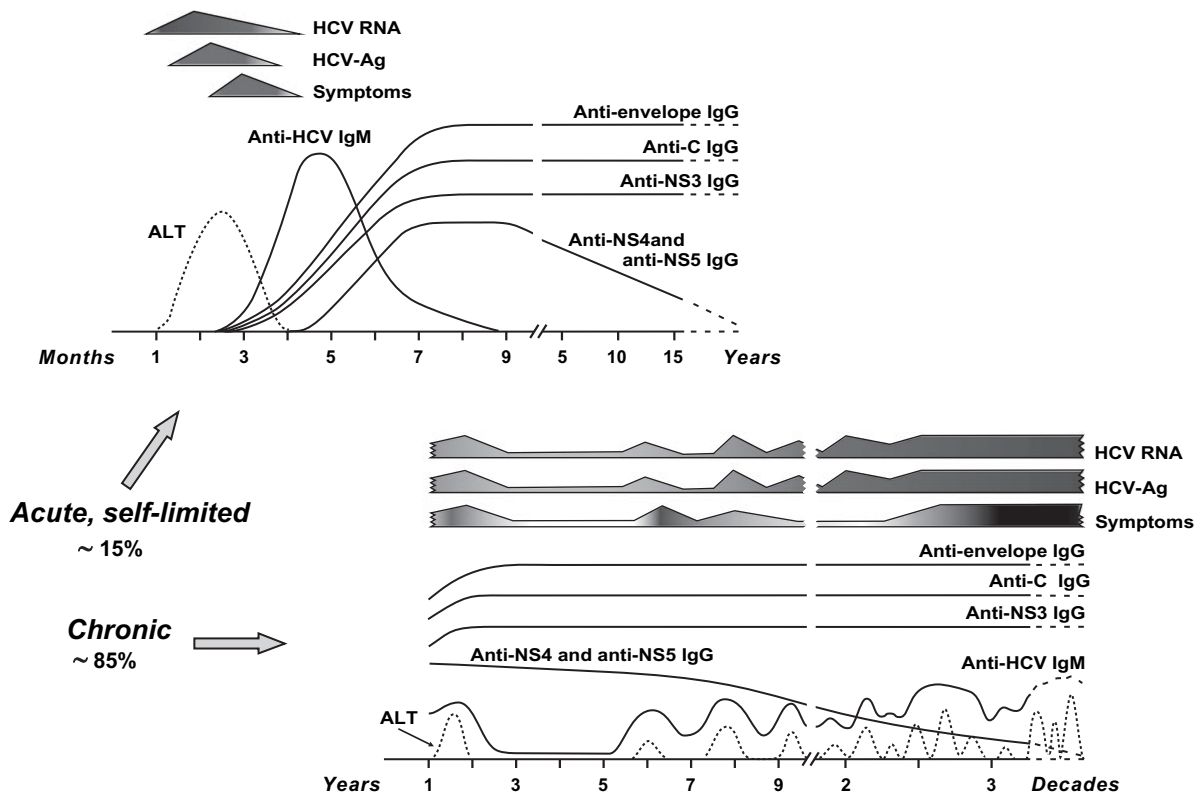 HCV RNA
HCV-Ag
Symptoms
Anti-envelope IgG
Anti-HCV IgM
Anti-C IgG
Anti-NS3 IgG
ALT
Anti-NS4and
anti-NS5 IgG
Months 1 3 5 7 9 5 10 15 Years
HCV RNA
HCV-Ag
Acute, self-limited
~ 15%
Symptoms
Anti-envelope IgG
Anti-C IgG
Anti-NS3 IgG
Chronic
~ 85%
Anti-NS4 and anti-NS5 IgG
Anti-HCV IgM
ALT
Years 1 3 5 7 9 2 3 Decades